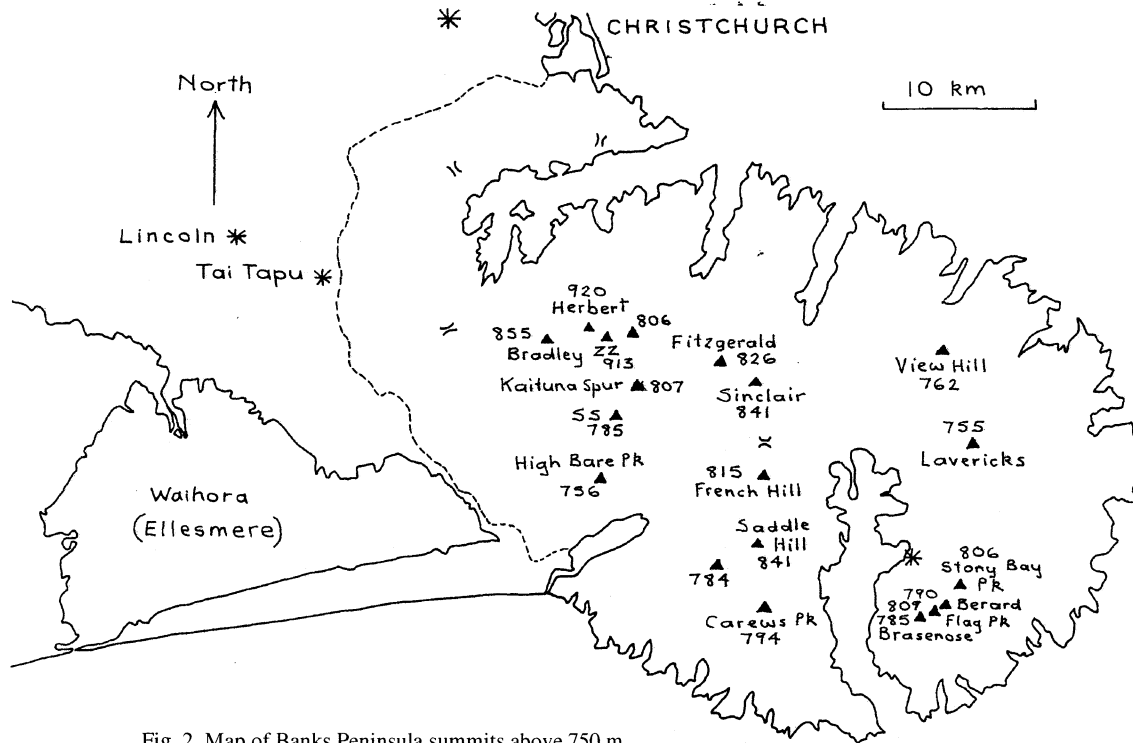 CHRISTCHURCH
North
10 km
Lincoln
Tai Tapu
920
Herbert
806
855
Bradley
ZZ
913
Fitzgerald
826
View Hill
762
Kaituna Spur
807
Sinclair
841
SS
785
755
Lavericks
High Bare Pk
756
815
French Hill
Waihora
(Ellesmere)
Saddle
Hill
841
784
806
Stony Bay
Pk
790
Berard
809
Flag Pk
785
Brasenose
Carews Pk
794
Fig. 2. Map of Banks Peninsula summits above 750 m